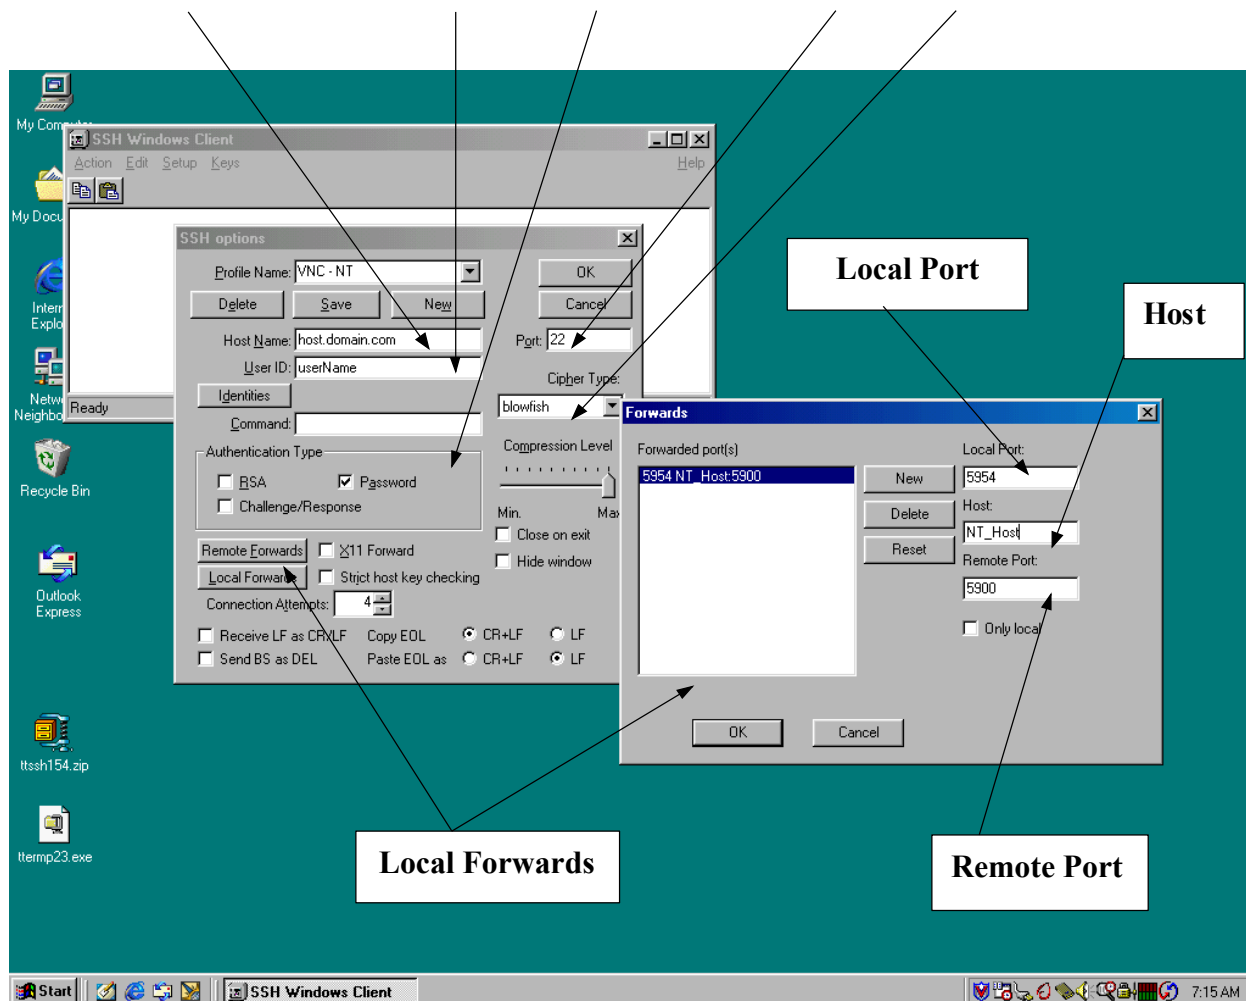 My Computer
SSH Windows Client
Action Edit Setup Keys Help
My Docu
SSH options
Profile Name: VNC - NT
OK
Delete Save New
Cancel
Host Name: host.domain.com
Port: 22
User ID: userName
Cipher Type:
Identities
blowfish
Command:
Ready
Authentication Type
Compression Level
RSA
Password
Challenge/Response
Min. Max
Close on exit
Remote Forwards
X11 Forward
Hide window
Local Forwards
Strict host key checking
Connection Attempts: 4
Receive LF as CR/LF
Copy EOL
CR+LF
LF
Send BS as DEL
Paste EOL as
CR+LF
LF
Inter
Explo
Netw
Neighbo
Recycle Bin
Outlook
Express
ttssh154.zip
ttermp23.exe
Local Port
Host
Forwards
Forwarded port(s)
Local Port:
5954 NT_Host:5900
New
5954
Delete
Host:
NT_Host
Reset
Remote Port:
5900
Only local
OK
Cancel
Local Forwards
Remote Port
Start
SSH Windows Client
7:15 AM